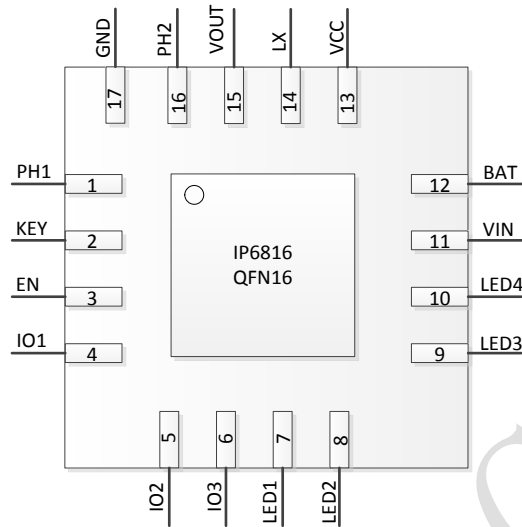 GND
PH2
VOUT
LX
VCC
17
16
15
14
13
PH1
1
12
BAT
KEY
2
11
VIN
EN
3
10
LED4
IO1
4
9
LED3
IP6816
QFN16
5
6
7
8
IO2
IO3
LED1
LED2